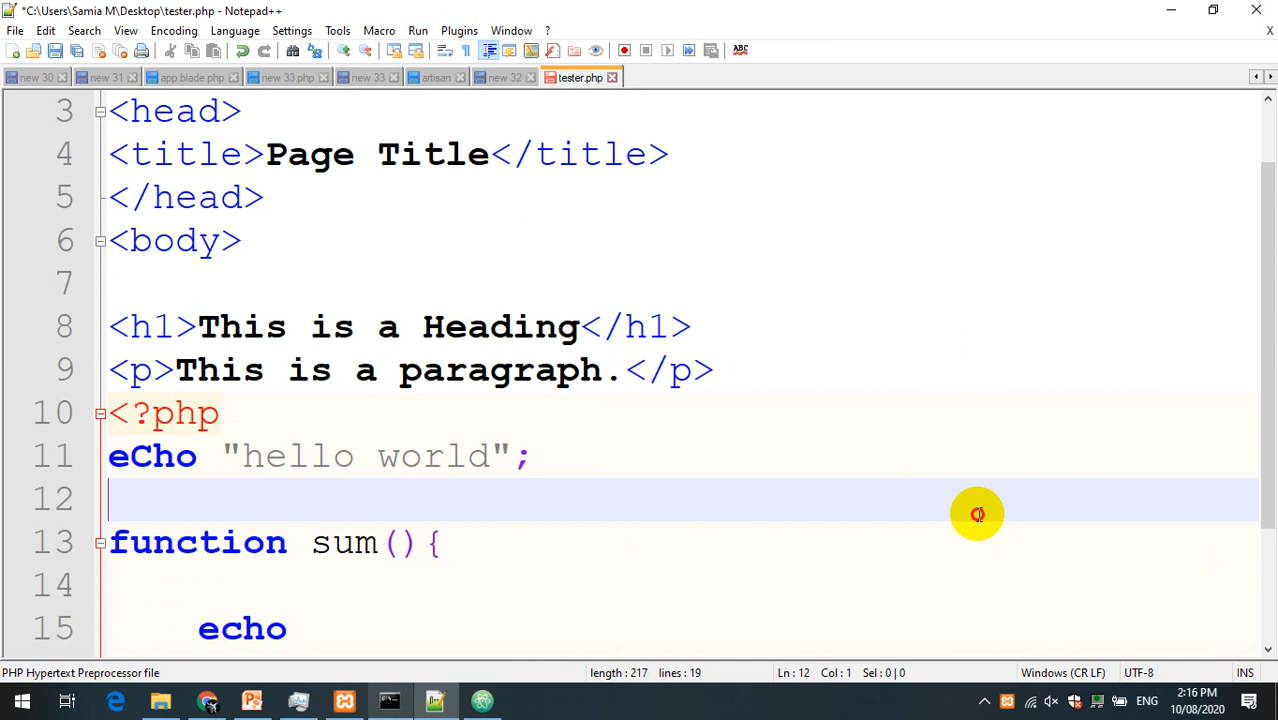 *C:\Users\Samia M\Desktop\tester.php - Notepad++
File Edit Search View Encoding Language Settings Tools Macro Run Plugins Window ?
X
ABC
new 30 new 31 app.blade.php new 33.php new 33 artisan new 32 tester.php
3 <head>
4 <title>Page Title</title>
5 </head>
6 <body>
7
8 <h1>This is a Heading</h1>
9 <p>This is a paragraph.</p>
10 <?php
11 eCho "hello world";
12
13 function sum(){
14
15 echo
PHP Hypertext Preprocessor file length : 217 lines : 19 Ln : 12 Col : 1 Sel : 0 | 0 Windows (CR LF) UTF-8 INS
ENG 2:16 PM
10/08/2020